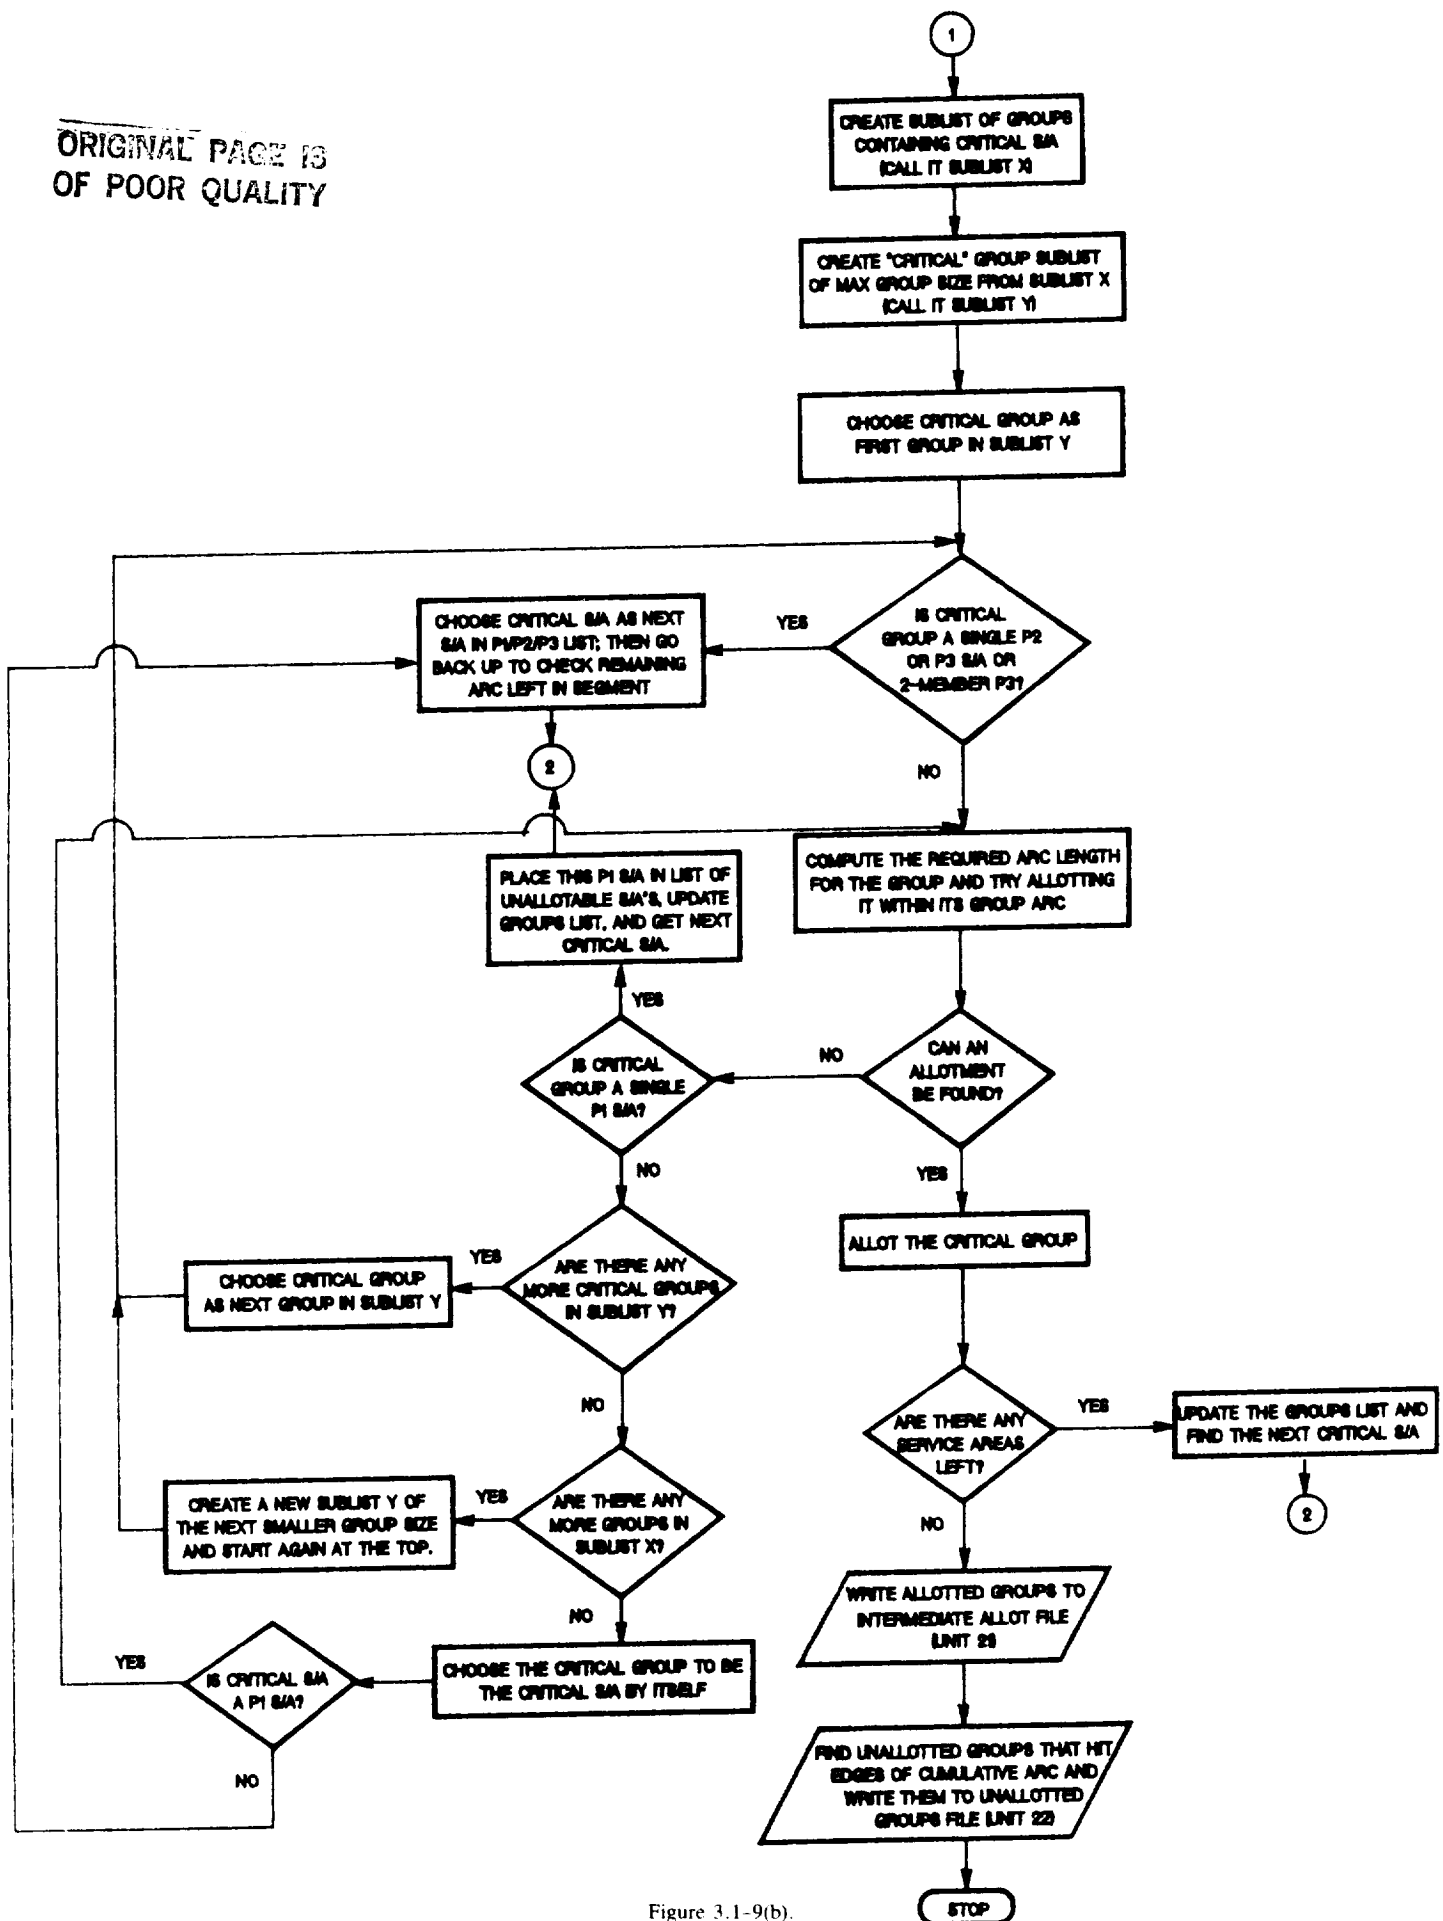 1
ORIGINAL PAGE IS
OF POOR QUALITY
CREATE SUBLIST OF GROUPS
CONTAINING CRITICAL S/A
(CALL IT SUBLIST X)
CREATE "CRITICAL" GROUP SUBLIST
OF MAX GROUP SIZE FROM SUBLIST X
(CALL IT SUBLIST Y)
CHOOSE CRITICAL GROUP AS
FIRST GROUP IN SUBLIST Y
IS CRITICAL
GROUP A SINGLE P2
OR P3 S/A OR
2-MEMBER P3?
YES
CHOOSE CRITICAL S/A AS NEXT
S/A IN P1/P2/P3 LIST; THEN GO
BACK UP TO CHECK REMAINING
ARC LEFT IN SEGMENT
2
NO
COMPUTE THE REQUIRED ARC LENGTH
FOR THE GROUP AND TRY ALLOTTING
IT WITHIN ITS GROUP ARC
PLACE THIS P1 S/A IN LIST OF
UNALLOTABLE S/A'S, UPDATE
GROUPS LIST, AND GET NEXT
CRITICAL S/A.
YES
CAN AN
ALLOTMENT
BE FOUND?
NO
IS CRITICAL
GROUP A SINGLE
P1 S/A?
NO
YES
ALLOT THE CRITICAL GROUP
ARE THERE ANY
MORE CRITICAL GROUPS
IN SUBLIST Y?
YES
CHOOSE CRITICAL GROUP
AS NEXT GROUP IN SUBLIST Y
NO
ARE THERE ANY
SERVICE AREAS
LEFT?
YES
UPDATE THE GROUPS LIST AND
FIND THE NEXT CRITICAL S/A
2
ARE THERE ANY
MORE GROUPS IN
SUBLIST X?
YES
CREATE A NEW SUBLIST Y OF
THE NEXT SMALLER GROUP SIZE
AND START AGAIN AT THE TOP.
NO
NO
WRITE ALLOTTED GROUPS TO
INTERMEDIATE ALLOT FILE
(UNIT 21)
CHOOSE THE CRITICAL GROUP TO BE
THE CRITICAL S/A BY ITSELF
IS CRITICAL S/A
A P1 S/A?
YES
NO
FIND UNALLOTTED GROUPS THAT HIT
EDGES OF CUMULATIVE ARC AND
WRITE THEM TO UNALLOTTED
GROUPS FILE (UNIT 22)
STOP
Figure 3.1-9(b).